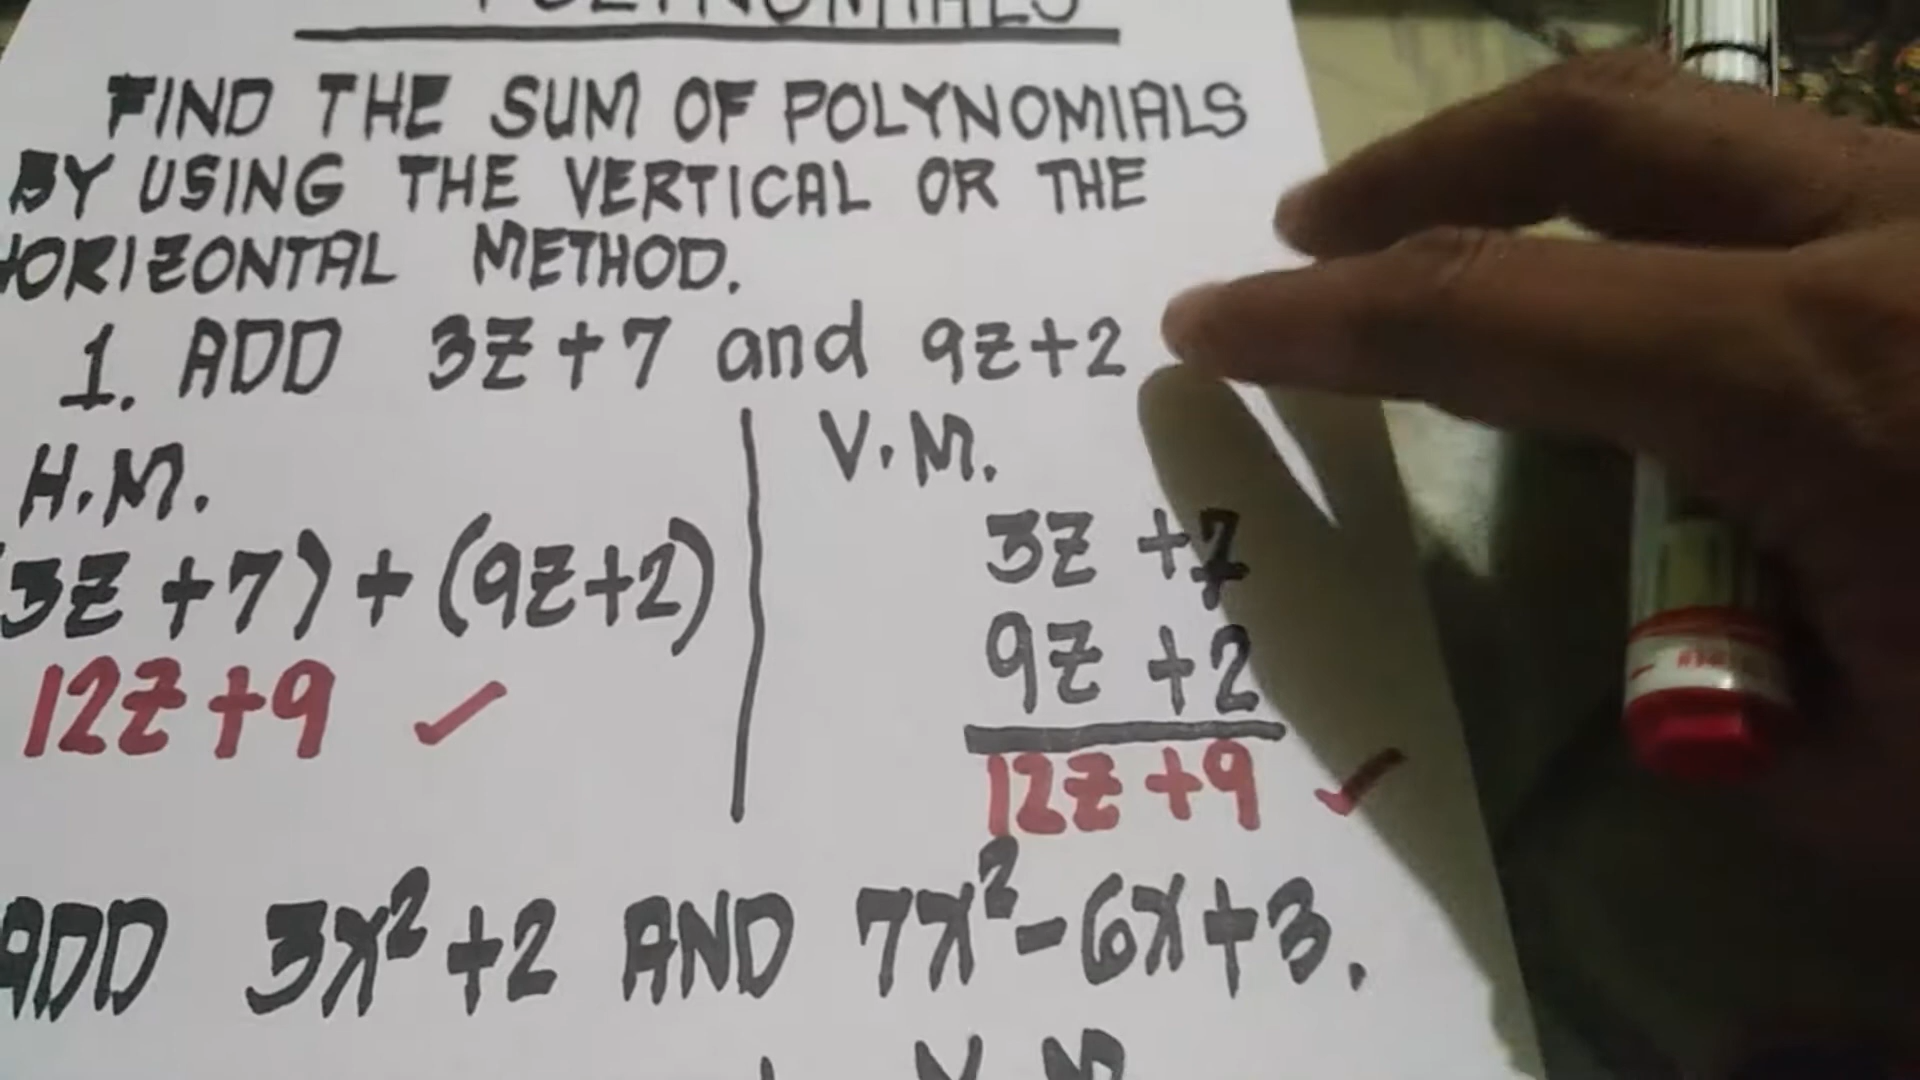 POLYNOMIALS
FIND THE SUM OF POLYNOMIALS
BY USING THE VERTICAL OR THE
HORIZONTAL METHOD.
1. ADD 3z+7 and 9z+2
H.M.
(3z+7)+(9z+2)
12z+9 ✓
V.M.
3z +7
9z +2
12z +9 ✓
ADD 3x²+2 AND 7x²-6x+3.
V.M